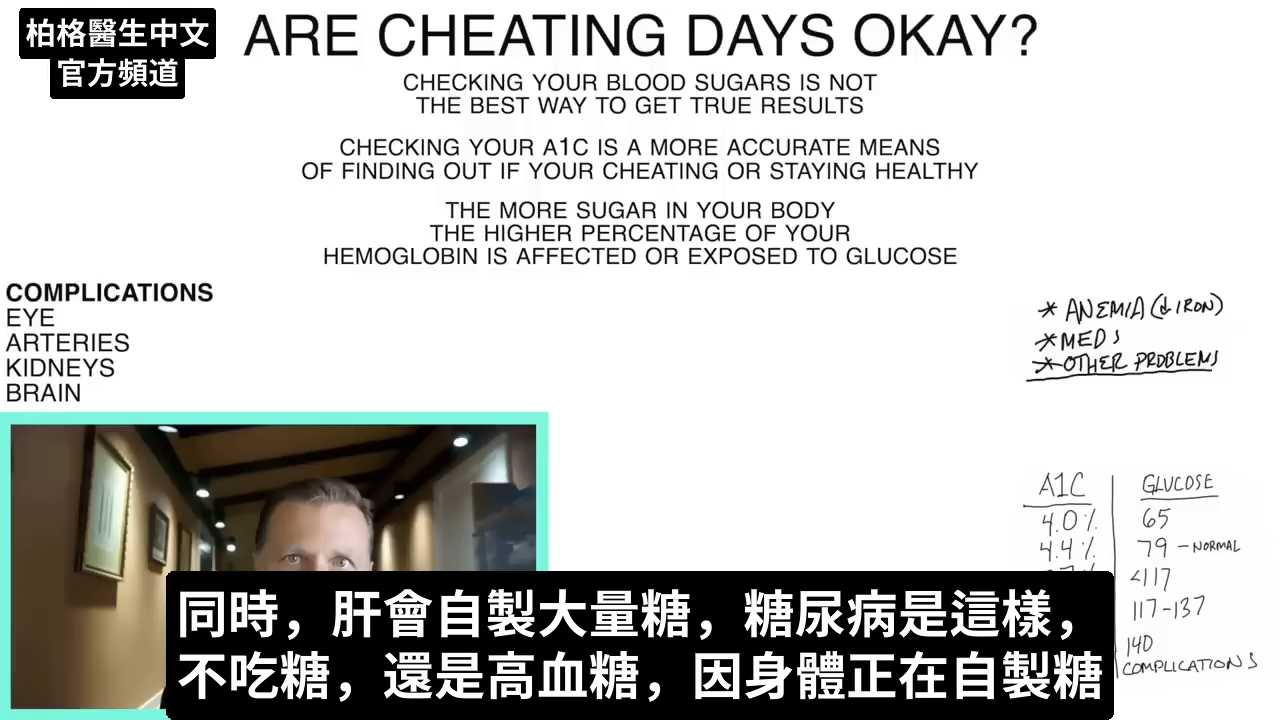 柏格醫生中文
官方頻道
ARE CHEATING DAYS OKAY?
CHECKING YOUR BLOOD SUGARS IS NOT
THE BEST WAY TO GET TRUE RESULTS
CHECKING YOUR A1C IS A MORE ACCURATE MEANS
OF FINDING OUT IF YOUR CHEATING OR STAYING HEALTHY
THE MORE SUGAR IN YOUR BODY
THE HIGHER PERCENTAGE OF YOUR
HEMOGLOBIN IS AFFECTED OR EXPOSED TO GLUCOSE
COMPLICATIONS
EYE
ARTERIES
KIDNEYS
BRAIN
* ANEMIA (↓ IRON)
* MEDS
* OTHER PROBLEMS
A1C GLUCOSE
4.0% 65
4.4% 79 - NORMAL
<117
117-137
140
COMPLICATIONS
同時，肝會自製大量糖，糖尿病是這樣，
不吃糖，還是高血糖，因身體正在自製糖